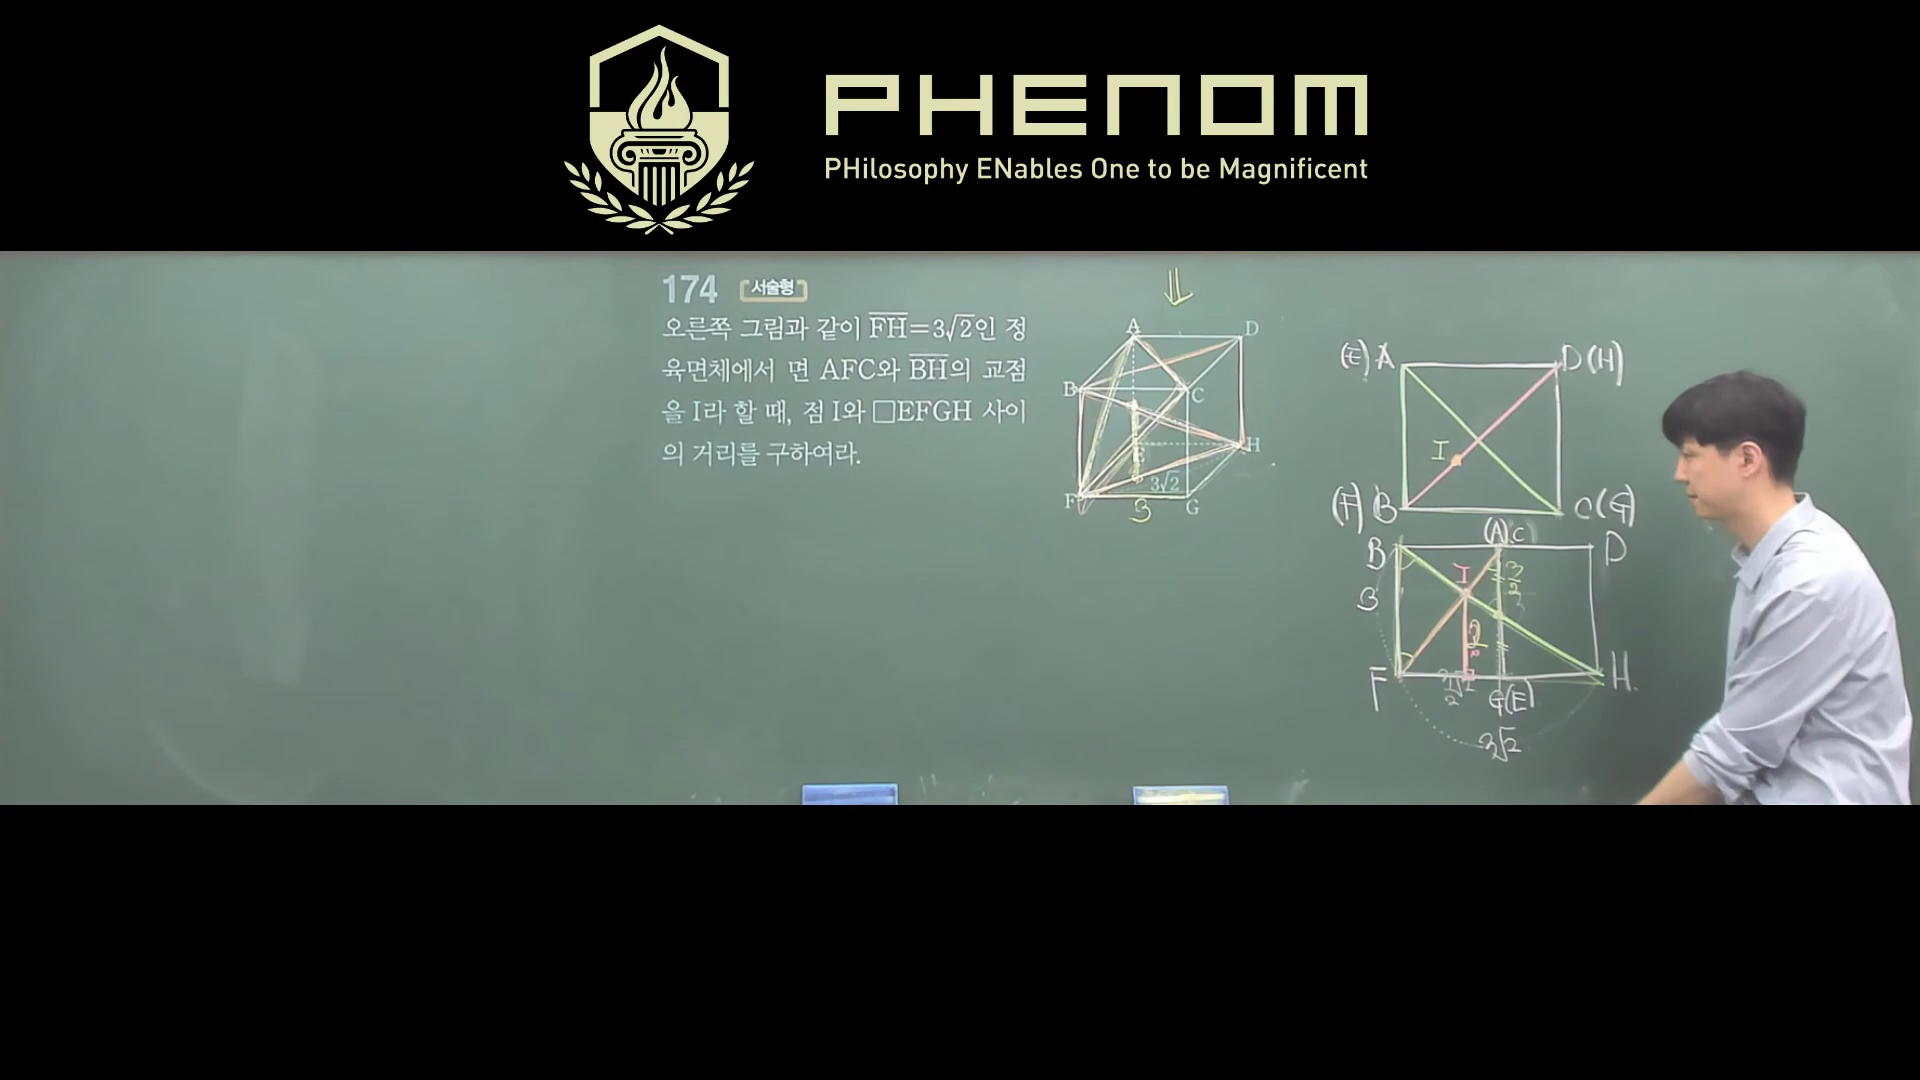 PHENOM
PHilosophy ENables One to be Magnificent
174 서술형
오른쪽 그림과 같이 FH=3√2인 정
육면체에서 면 AFC와 BH의 교점
을 I라 할 때, 점 I와 □EFGH 사이
의 거리를 구하여라.
A
D
B
C
E
H
3√2
F
3
G
(E) A
D (H)
I
(F) B
C (G)
(A) C
B
D
I
3/2
3
2
F
G(E)
H
3√2